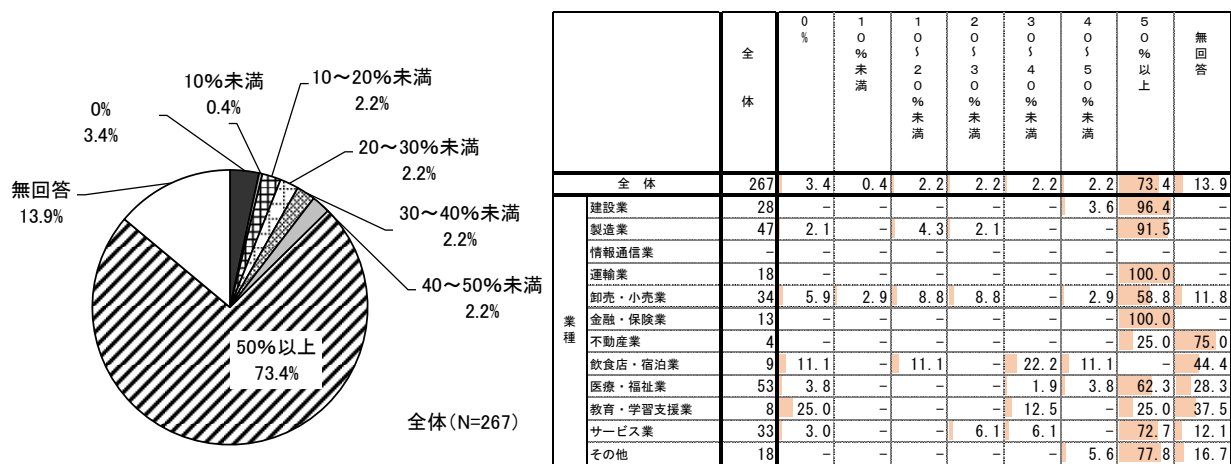 10%未満
0.4%
10～20%未満
2.2%
0%
3.4%
20～30%未満
2.2%
無回答
13.9%
30～40%未満
2.2%
40～50%未満
2.2%
50%以上
73.4%
全体(N=267)
全体 0% 10%未満 10～20%未満 20～30%未満 30～40%未満 40～50%未満 50%以上 無回答
全 体 267 3.4 0.4 2.2 2.2 2.2 2.2 73.4 13.9
業種
建設業 28 － － － － － 3.6 96.4 －
製造業 47 2.1 － 4.3 2.1 － － 91.5 －
情報通信業 － － － － － － － － －
運輸業 18 － － － － － － 100.0 －
卸売・小売業 34 5.9 2.9 8.8 8.8 － 2.9 58.8 11.8
金融・保険業 13 － － － － － － 100.0 －
不動産業 4 － － － － － － 25.0 75.0
飲食店・宿泊業 9 11.1 － 11.1 － 22.2 11.1 － 44.4
医療・福祉業 53 3.8 － － － 1.9 3.8 62.3 28.3
教育・学習支援業 8 25.0 － － － 12.5 － 25.0 37.5
サービス業 33 3.0 － － 6.1 6.1 － 72.7 12.1
その他 18 － － － － － 5.6 77.8 16.7